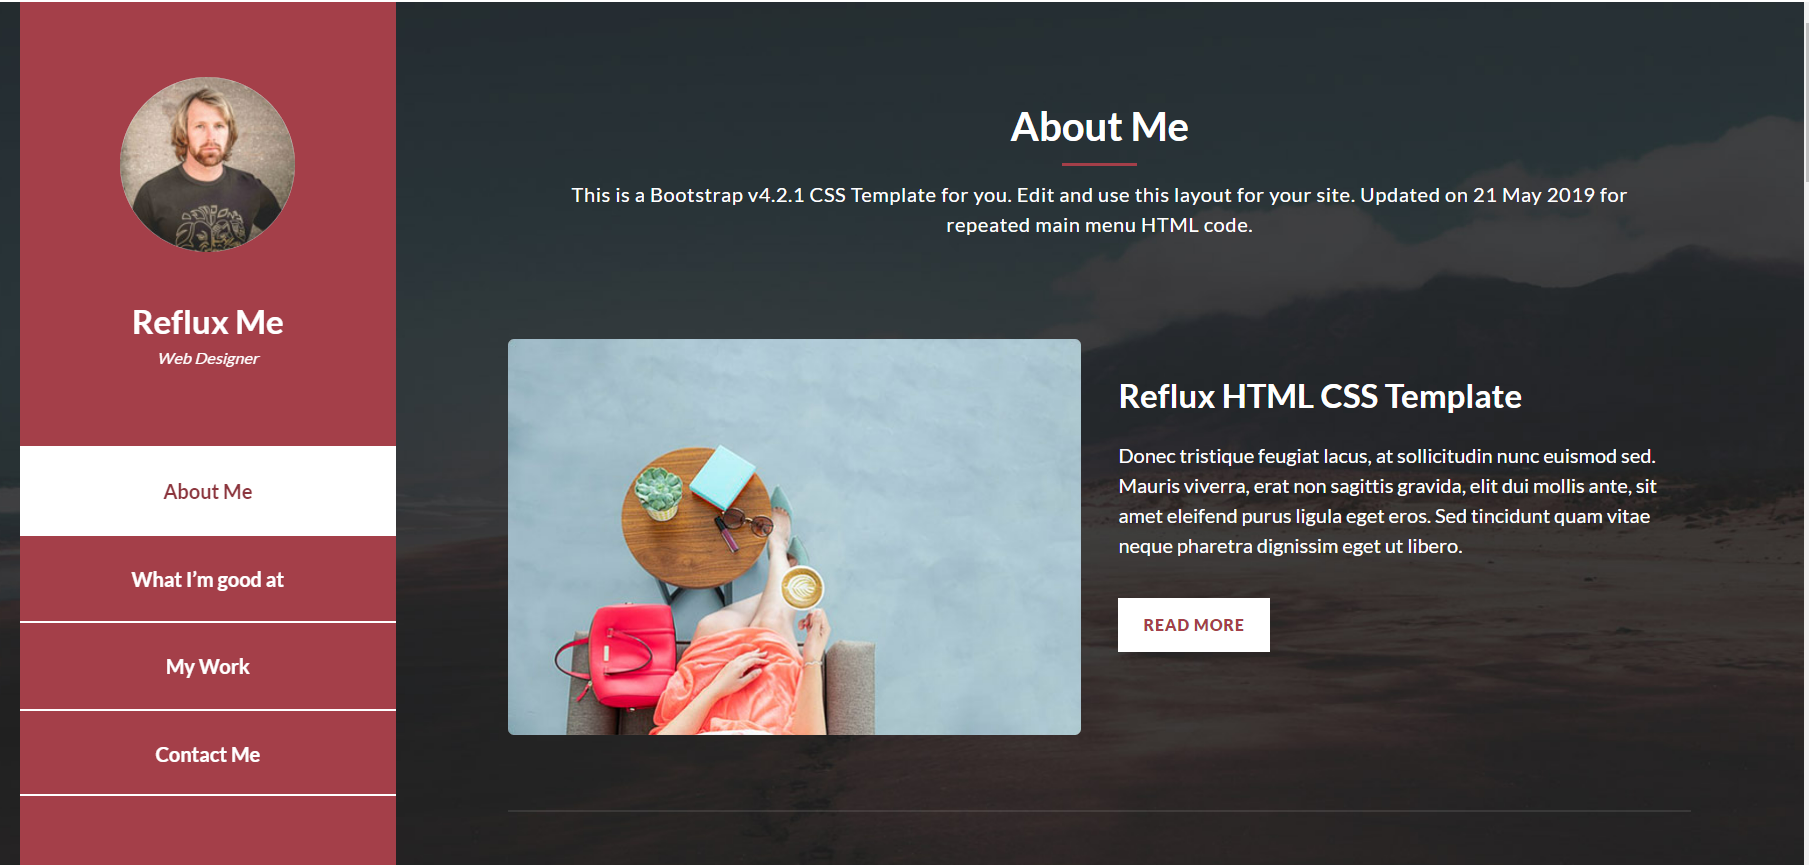 Reflux Me
Web Designer
About Me
What I’m good at
My Work
Contact Me
About Me
This is a Bootstrap v4.2.1 CSS Template for you. Edit and use this layout for your site. Updated on 21 May 2019 for
repeated main menu HTML code.
Reflux HTML CSS Template
Donec tristique feugiat lacus, at sollicitudin nunc euismod sed.
Mauris viverra, erat non sagittis gravida, elit dui mollis ante, sit
amet eleifend purus ligula eget eros. Sed tincidunt quam vitae
neque pharetra dignissim eget ut libero.
READ MORE